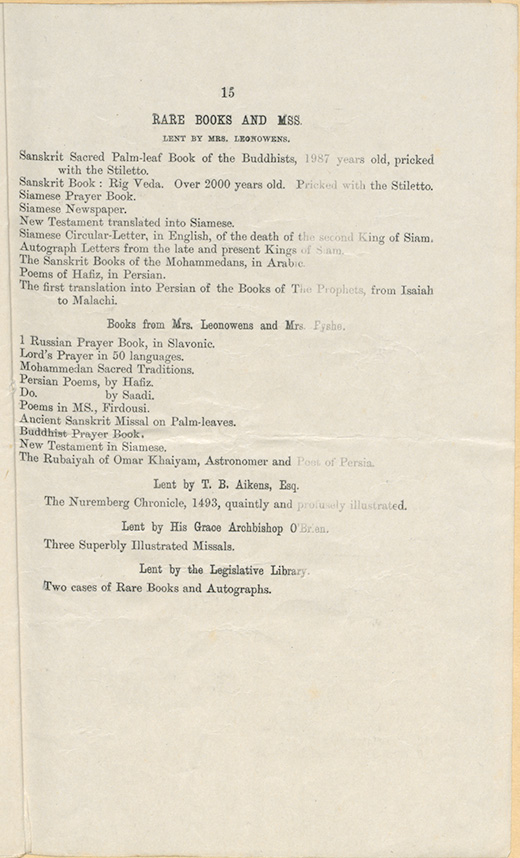 15
RARE BOOKS AND MSS.
LENT BY MRS. LEONOWENS.
Sanskrit Sacred Palm-leaf Book of the Buddhists, 1987 years old, pricked
with the Stiletto.
Sanskrit Book : Rig Veda. Over 2000 years old. Pricked with the Stiletto.
Siamese Prayer Book.
Siamese Newspaper.
New Testament translated into Siamese.
Siamese Circular-Letter, in English, of the death of the second King of Siam.
Autograph Letters from the late and present Kings of Siam.
The Sanskrit Books of the Mohammedans, in Arabic.
Poems of Hafiz, in Persian.
The first translation into Persian of the Books of The Prophets, from Isaiah
to Malachi.
Books from Mrs. Leonowens and Mrs. Fyshe.
1 Russian Prayer Book, in Slavonic.
Lord's Prayer in 50 languages.
Mohammedan Sacred Traditions.
Persian Poems, by Hafiz.
Do. by Saadi.
Poems in MS., Firdousi.
Ancient Sanskrit Missal on Palm-leaves.
Buddhist Prayer Book.
New Testament in Siamese.
The Rubaiyah of Omar Khaiyam, Astronomer and Poet of Persia.
Lent by T. B. Aikens, Esq.
The Nuremberg Chronicle, 1493, quaintly and profusely illustrated.
Lent by His Grace Archbishop O'Brien.
Three Superbly Illustrated Missals.
Lent by the Legislative Library.
Two cases of Rare Books and Autographs.